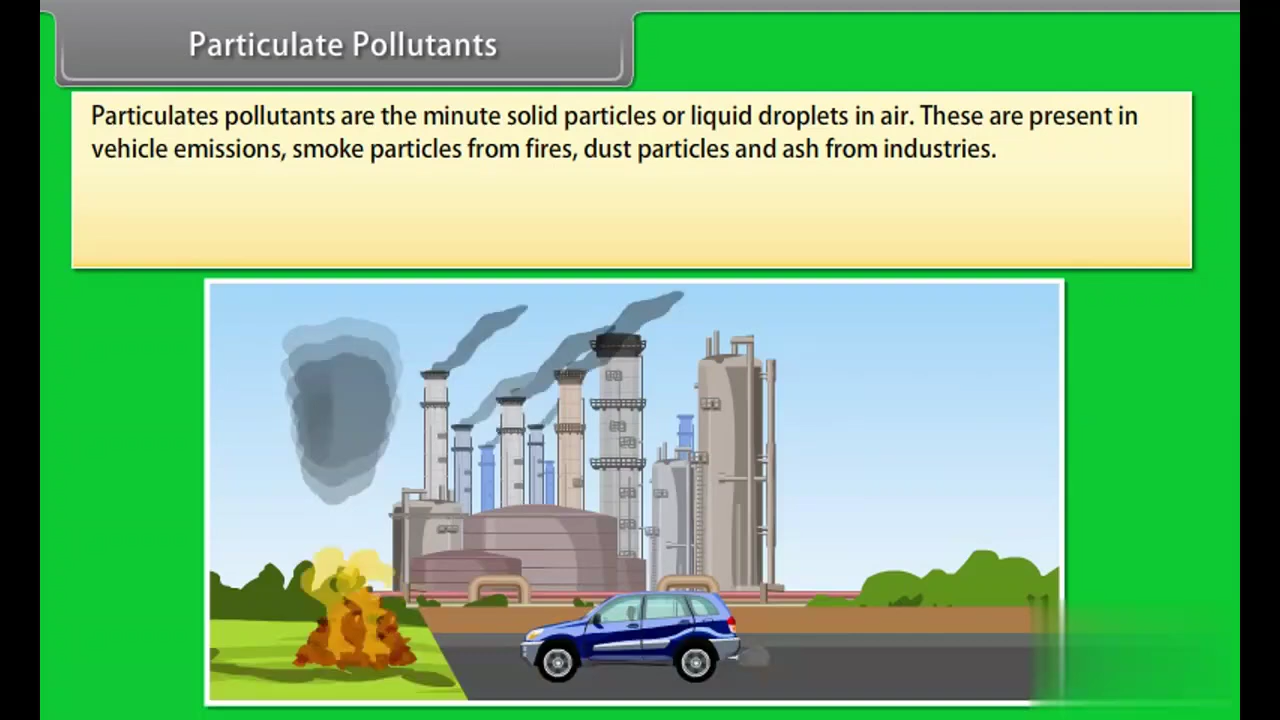 Particulate Pollutants
Particulates pollutants are the minute solid particles or liquid droplets in air. These are present in
vehicle emissions, smoke particles from fires, dust particles and ash from industries.